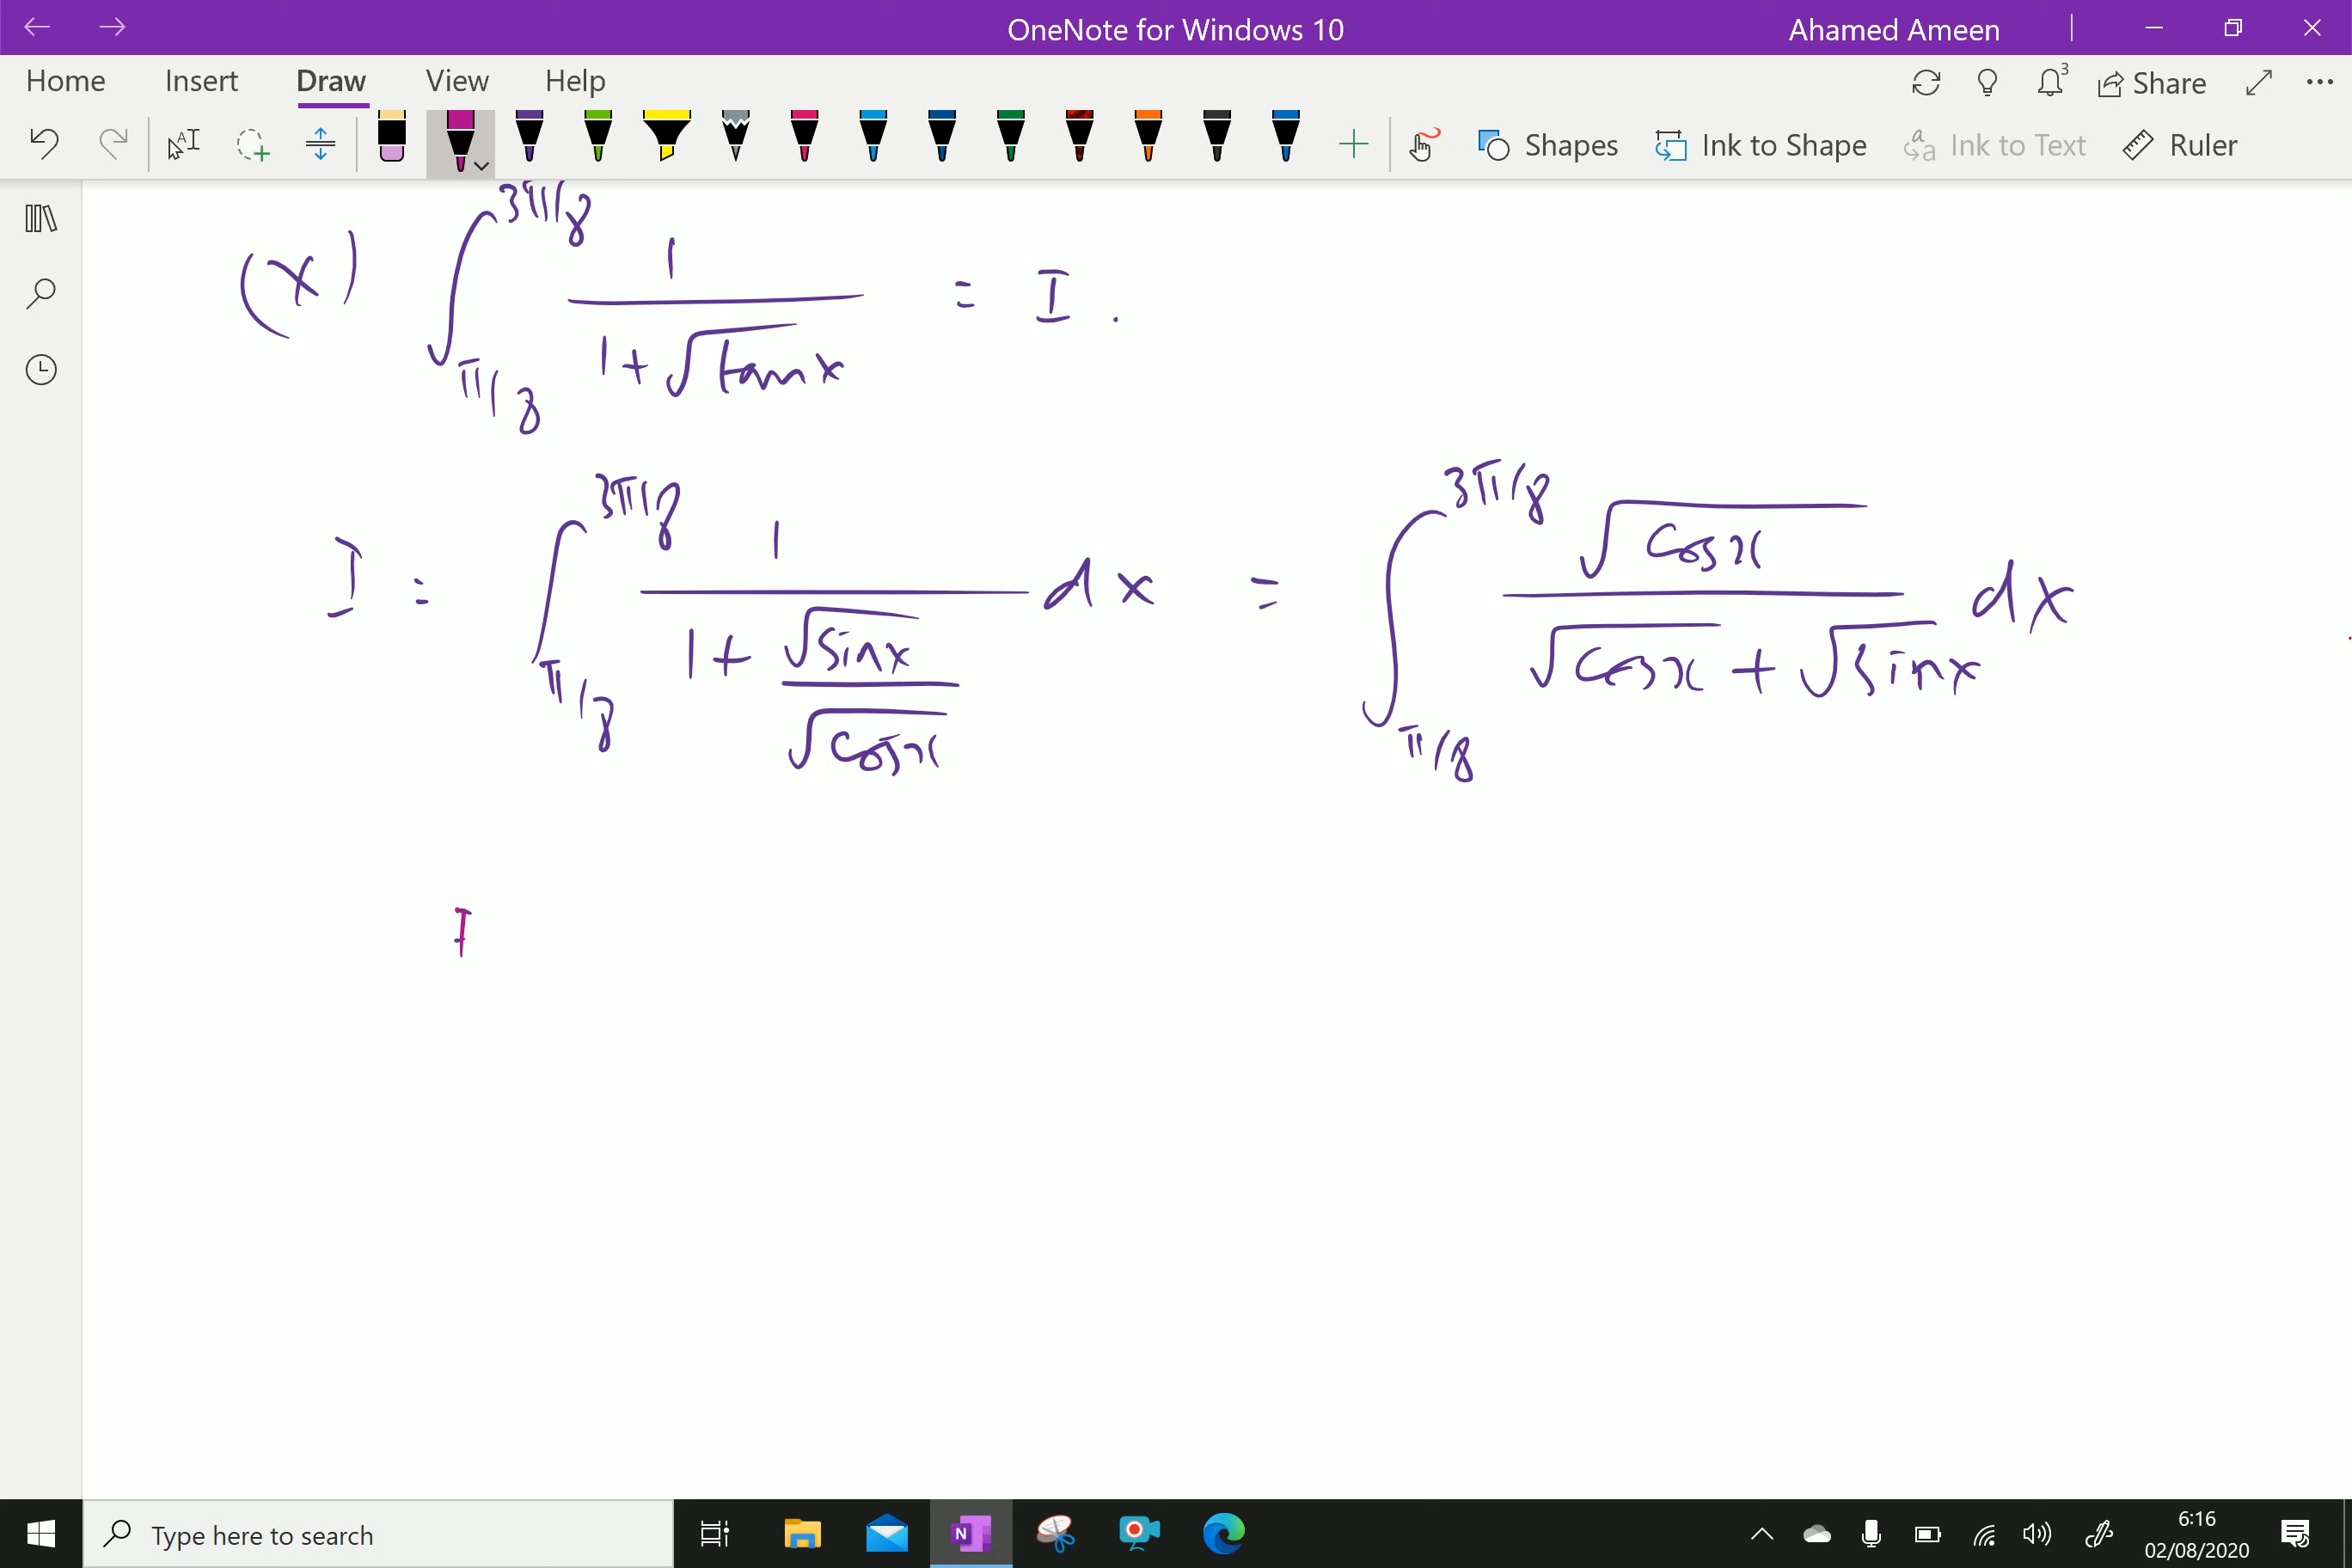 OneNote for Windows 10 Ahamed Ameen
Home Insert Draw View Help 3 Share
Shapes Ink to Shape Ink to Text Ruler
(x) ∫_{π/8}^{3π/8} 1/(1+√tanx) = I .
I = ∫_{π/8}^{3π/8} 1/(1+ √sinx/√cosx) dx = ∫_{π/8}^{3π/8} √cosx/(√cosx + √sinx) dx
I
Type here to search 6:16
02/08/2020